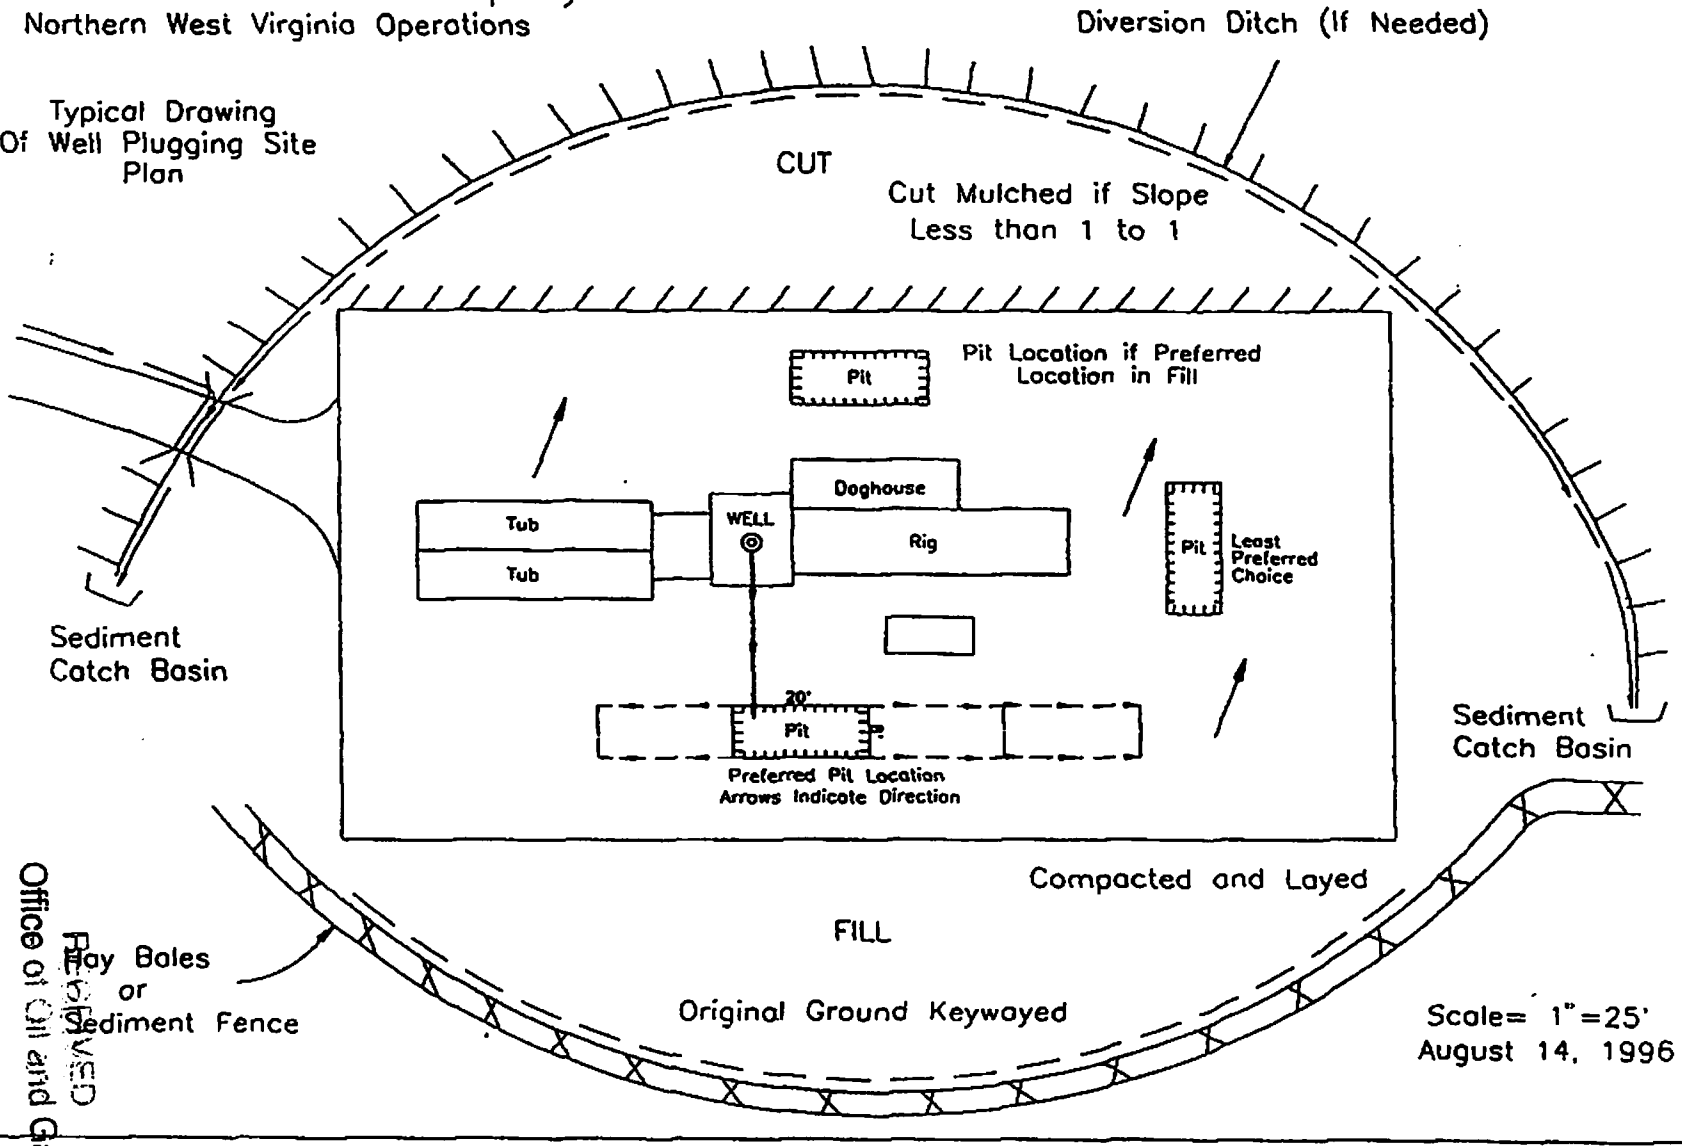 Northern West Virginia Operations
Diversion Ditch (If Needed)
Typical Drawing
Of Well Plugging Site
Plan
CUT
Cut Mulched if Slope
Less than 1 to 1
Pit
Pit Location if Preferred
Location in Fill
Doghouse
Tub
WELL
Rig
Tub
Pit
Least
Preferred
Choice
Sediment
Catch Basin
20'
Pit
Preferred Pit Location
Arrows Indicate Direction
Sediment
Catch Basin
Compacted and Layed
FILL
Hay Bales
or
Sediment Fence
Original Ground Keywayed
Scale= 1"=25'
August 14, 1996
RECEIVED
Office of Oil and